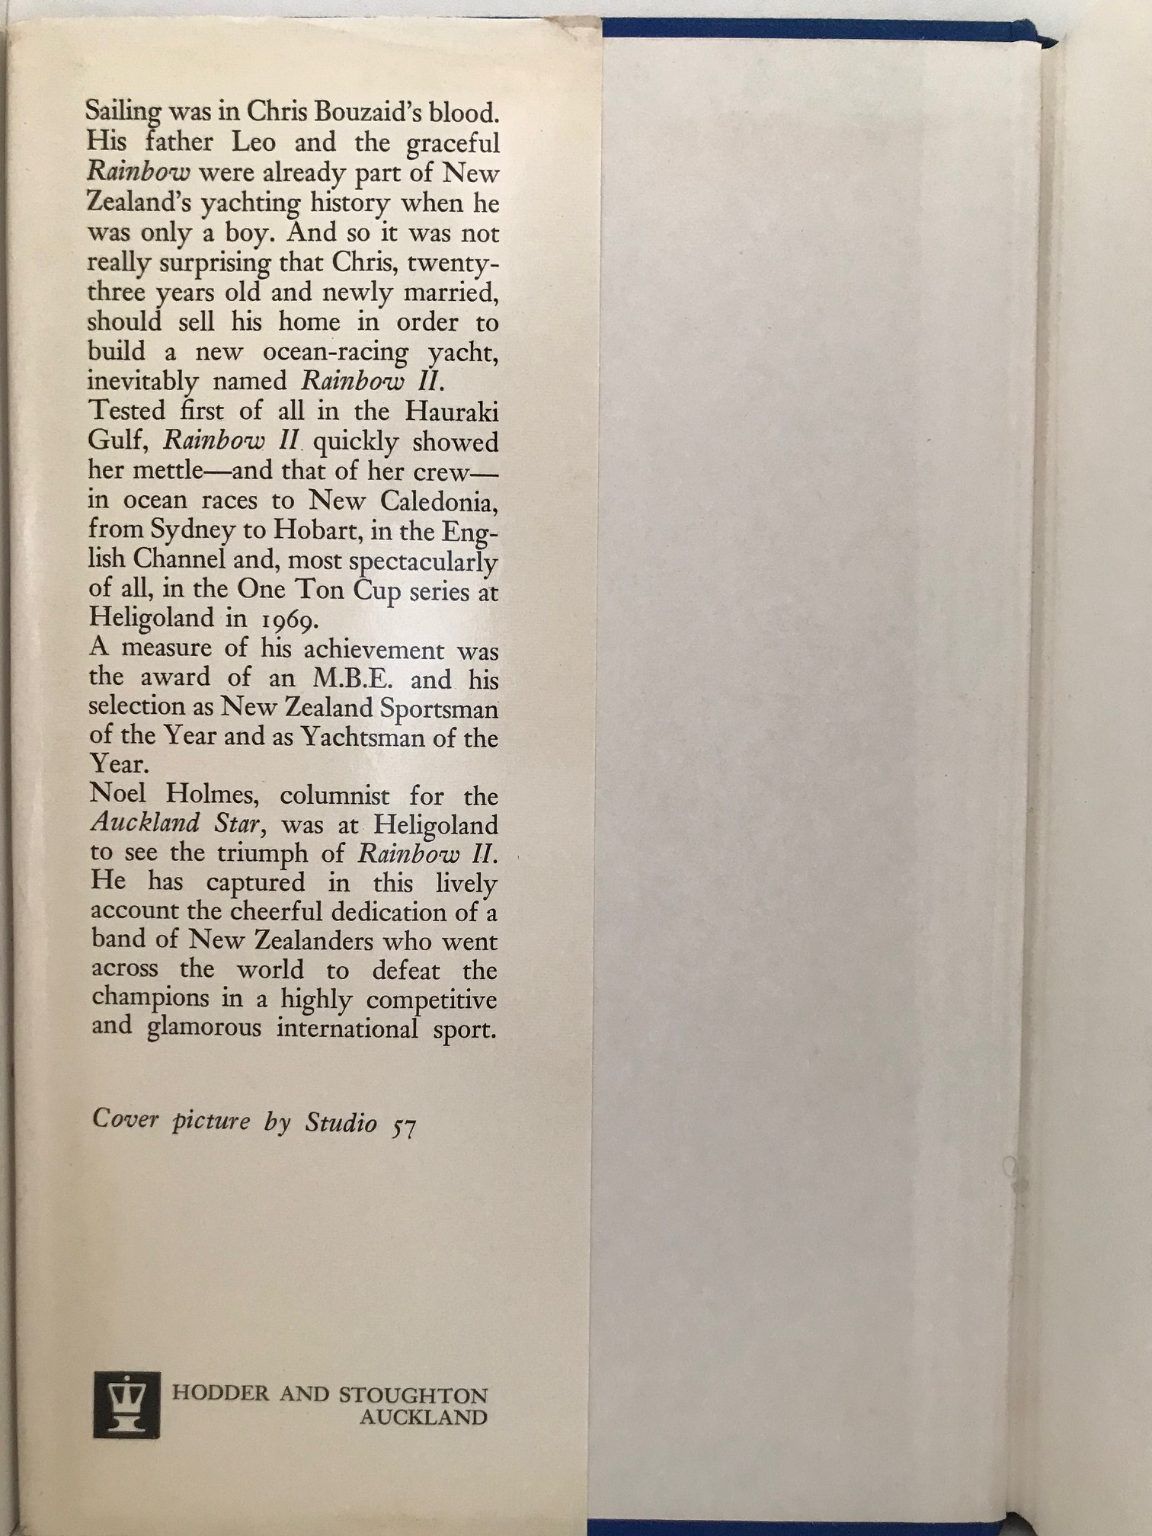 Sailing was in Chris Bouzaid's blood.
His father Leo and the graceful
Rainbow were already part of New
Zealand's yachting history when he
was only a boy. And so it was not
really surprising that Chris, twenty-
three years old and newly married,
should sell his home in order to
build a new ocean-racing yacht,
inevitably named Rainbow II.
Tested first of all in the Hauraki
Gulf, Rainbow II quickly showed
her mettle—and that of her crew—
in ocean races to New Caledonia,
from Sydney to Hobart, in the Eng-
lish Channel and, most spectacularly
of all, in the One Ton Cup series at
Heligoland in 1969.
A measure of his achievement was
the award of an M.B.E. and his
selection as New Zealand Sportsman
of the Year and as Yachtsman of the
Year.
Noel Holmes, columnist for the
Auckland Star, was at Heligoland
to see the triumph of Rainbow II.
He has captured in this lively
account the cheerful dedication of a
band of New Zealanders who went
across the world to defeat the
champions in a highly competitive
and glamorous international sport.
Cover picture by Studio 57
HODDER AND STOUGHTON
AUCKLAND